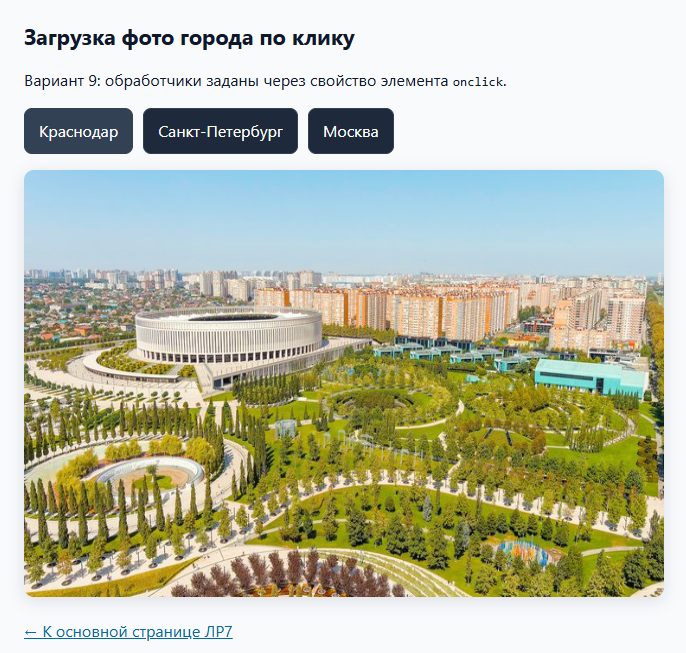 Загрузка фото города по клику
Вариант 9: обработчики заданы через свойство элемента onclick.
Краснодар
Санкт-Петербург
Москва
← К основной странице ЛР7